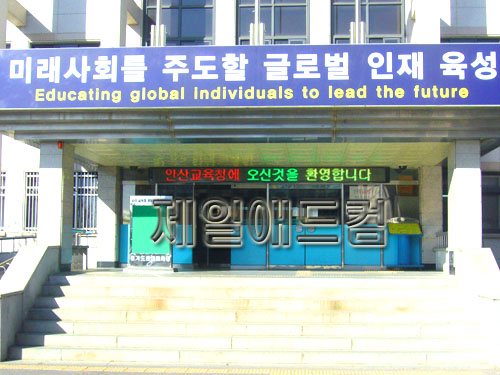 미래사회를 주도할 글로벌 인재 육성
Educating global individuals to lead the future
안산교육청에 오신것을 환영합니다
제일애드컴